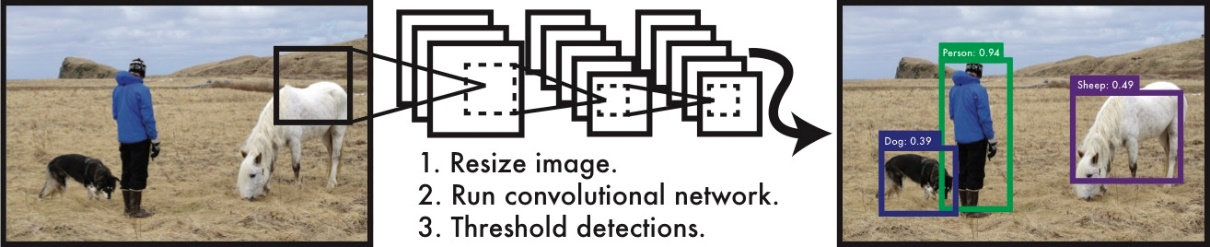 1. Resize image.
2. Run convolutional network.
3. Threshold detections.
Person: 0.94
Sheep: 0.49
Dog: 0.39